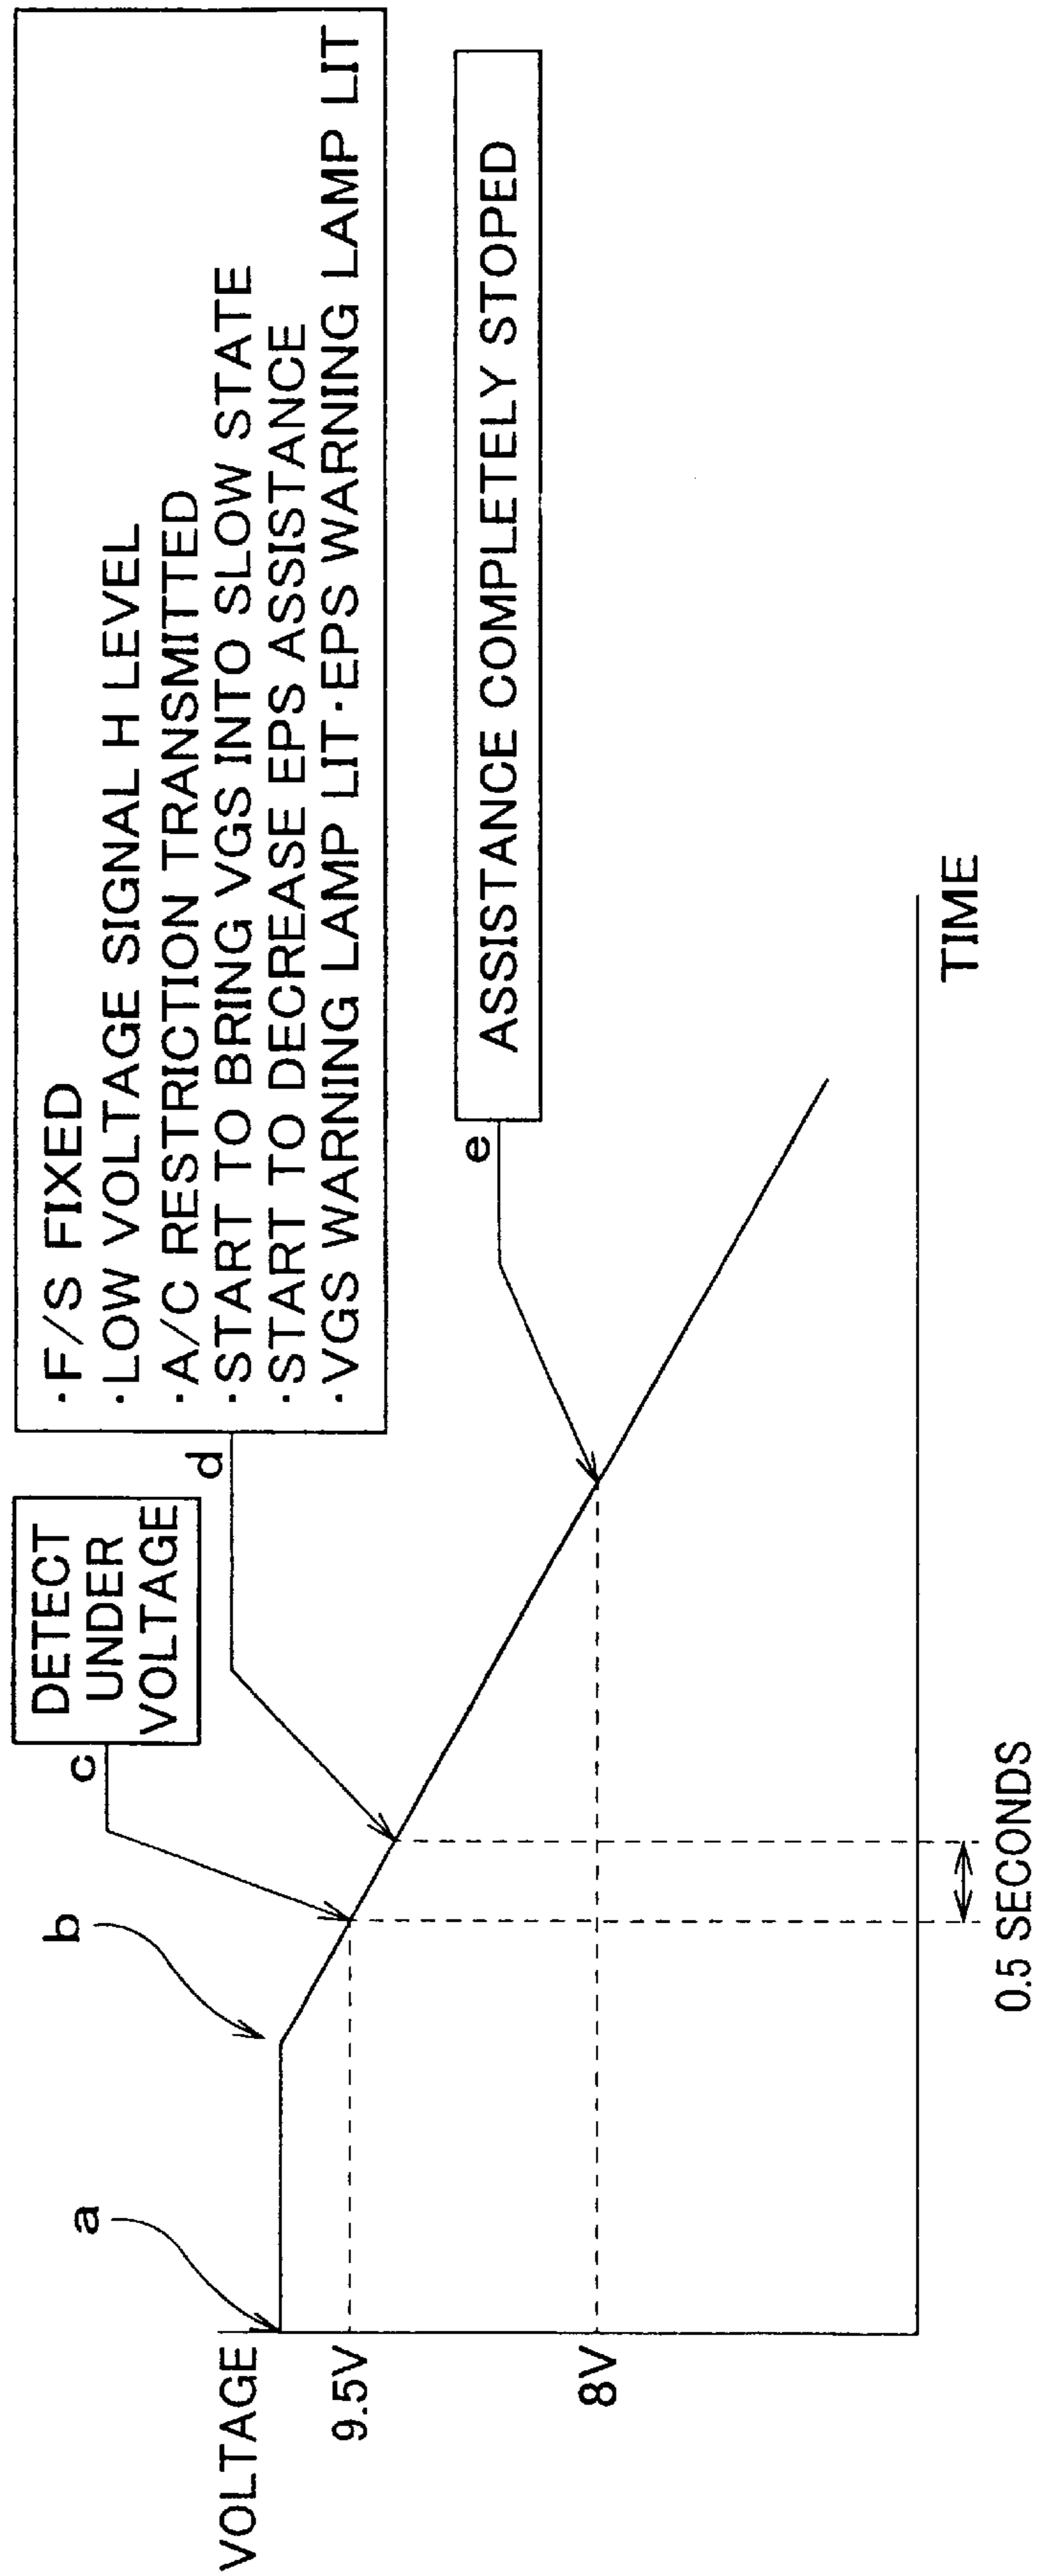 DETECT
UNDER
VOLTAGE
·F/S FIXED
·LOW VOLTAGE SIGNAL H LEVEL
·A/C RESTRICTION TRANSMITTED
·START TO BRING VGS INTO SLOW STATE
·START TO DECREASE EPS ASSISTANCE
·VGS WARNING LAMP LIT·EPS WARNING LAMP LIT
a
b
c
d
e
ASSISTANCE COMPLETELY STOPED
VOLTAGE
9.5V
8V
TIME
0.5 SECONDS